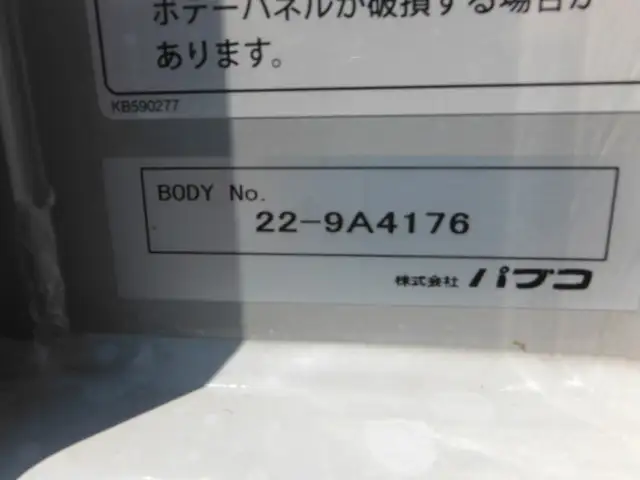 ボデーパネルが破損する場合が
あります。
KB590277
BODY No.
22-9A4176
株式会社 パブコ